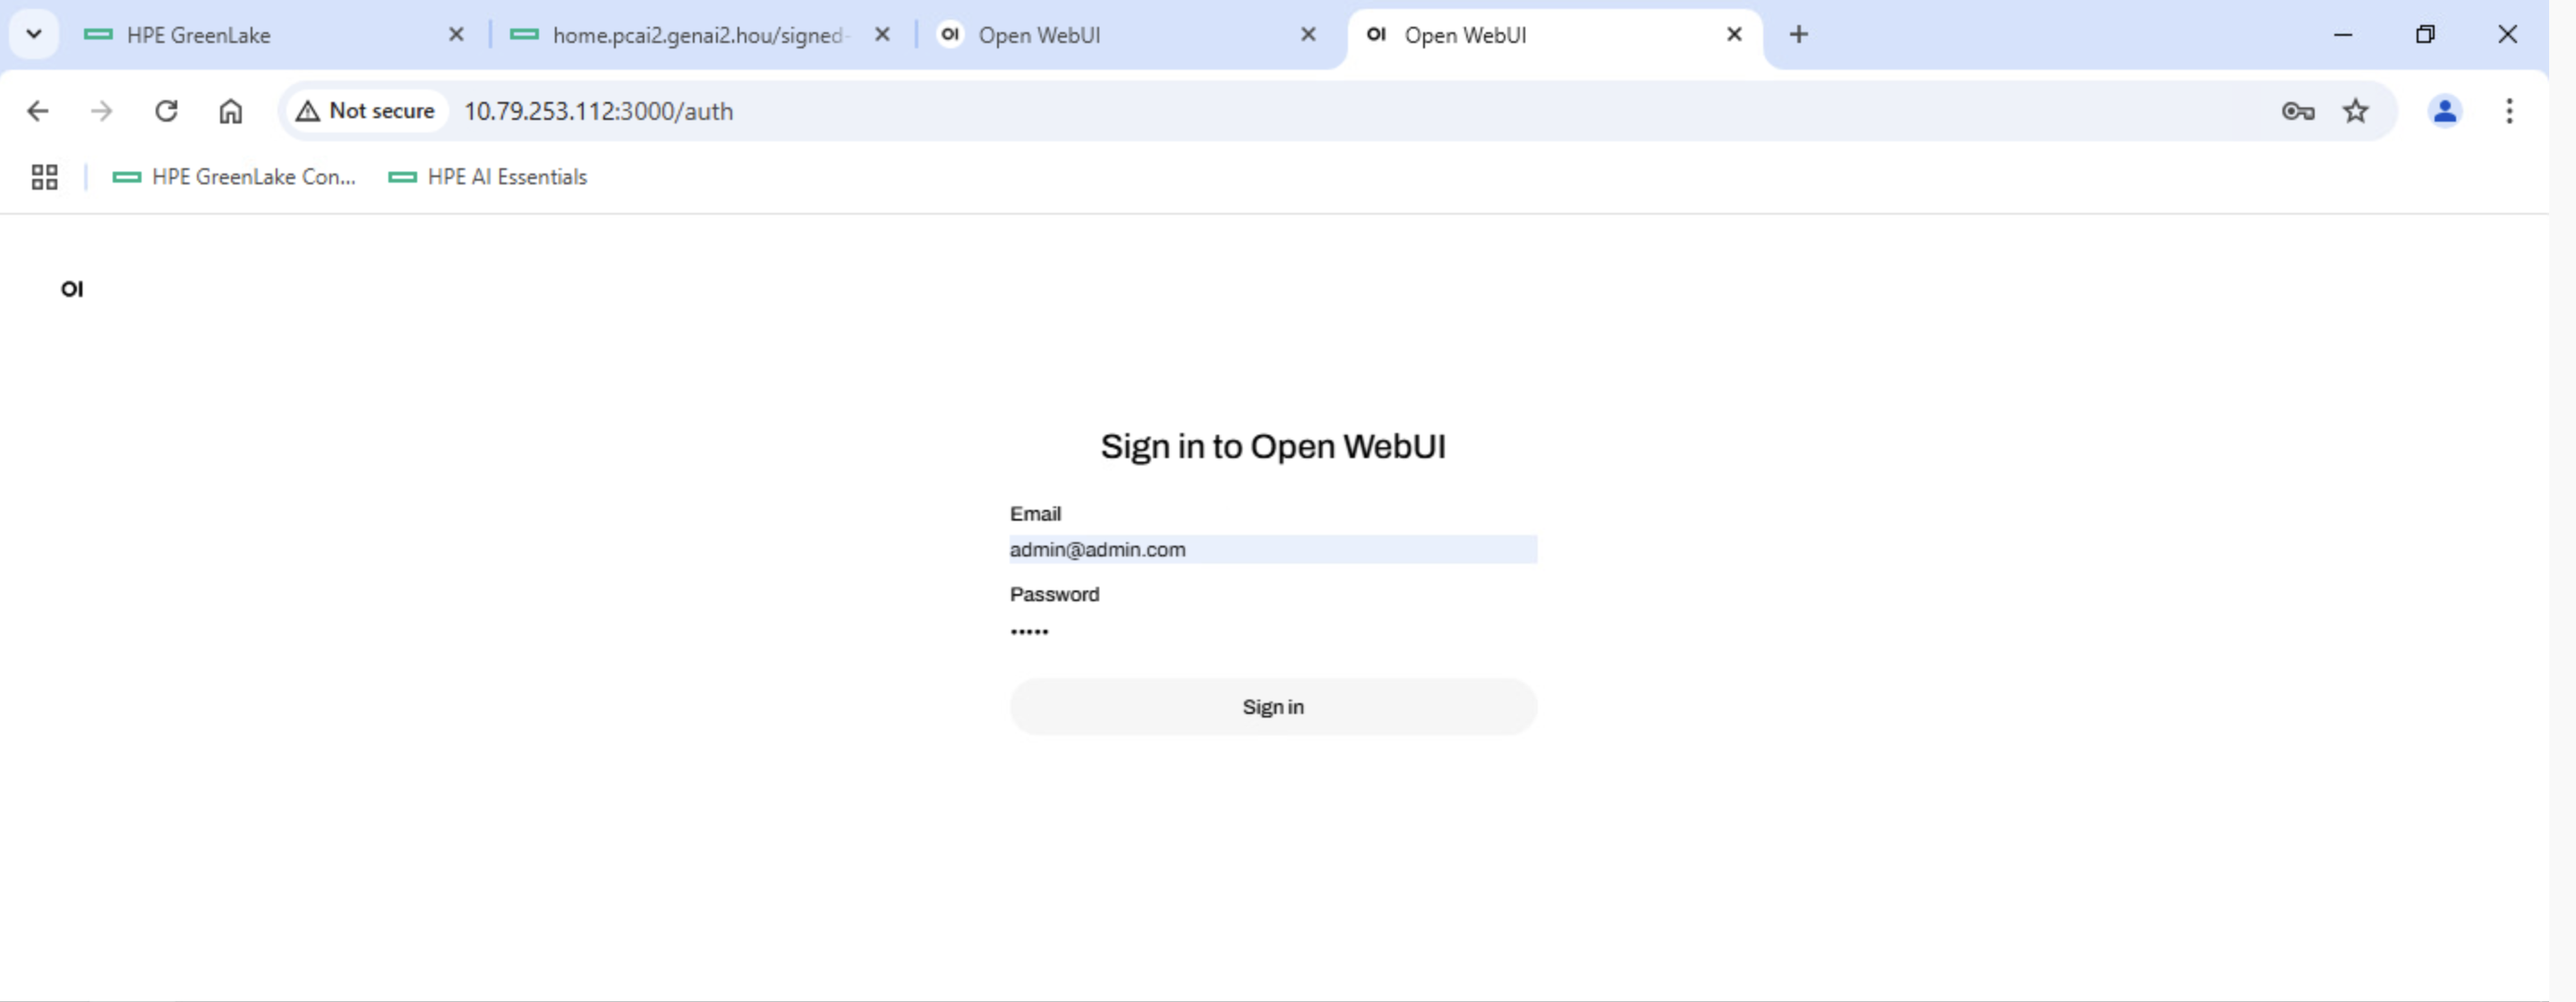 HPE GreenLake
home.pcai2.genai2.hou/signed-
OI Open WebUI
OI Open WebUI
Not secure 10.79.253.112:3000/auth
HPE GreenLake Con... HPE AI Essentials
OI
Sign in to Open WebUI
Email
admin@admin.com
Password
•••••
Sign in